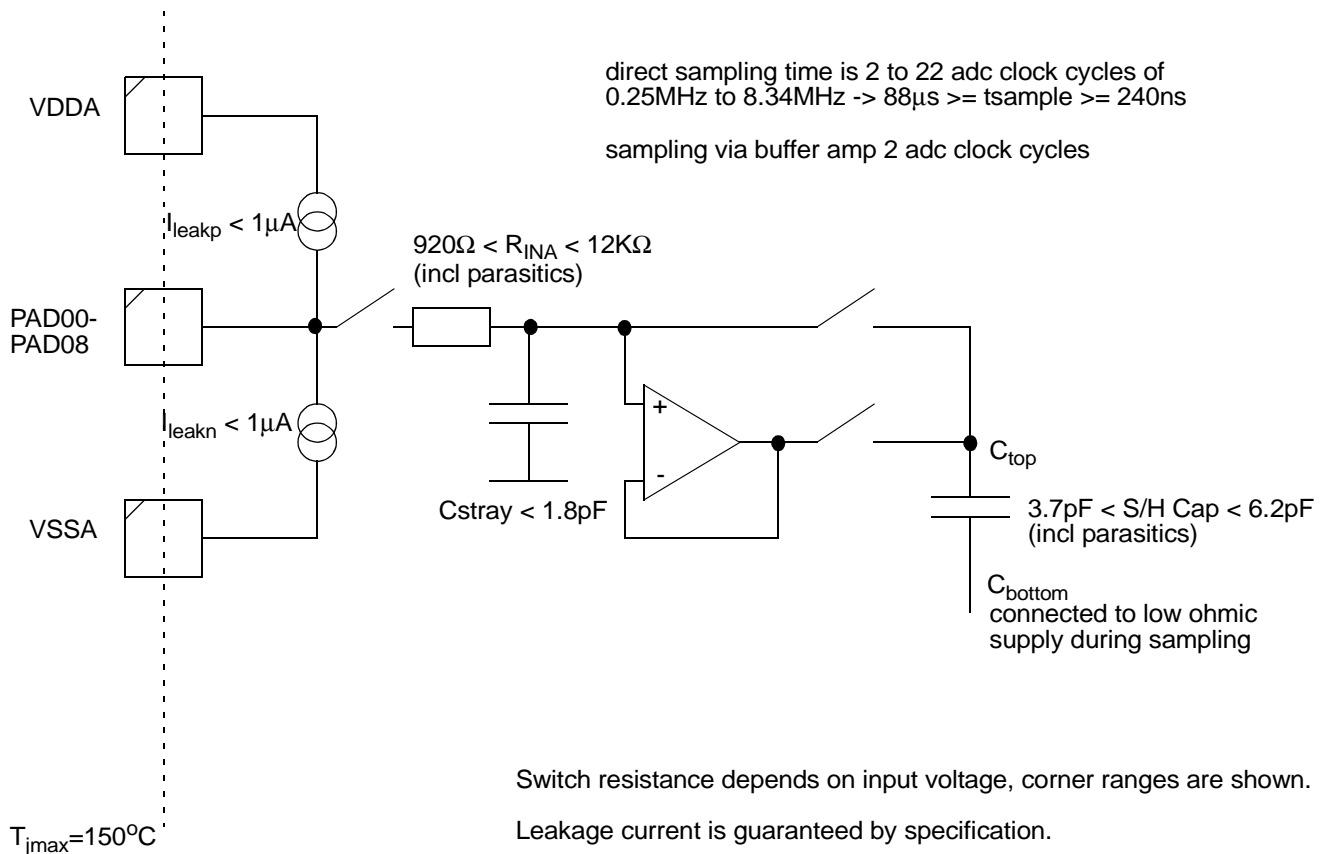 direct sampling time is 2 to 22 adc clock cycles of
0.25MHz to 8.34MHz -> 88μs >= tsample >= 240ns
sampling via buffer amp 2 adc clock cycles
VDDA
Ileakp < 1μA
920Ω < RINA < 12KΩ
(incl parasitics)
PAD00-
PAD08
Ileakn < 1μA
+
-
Ctop
Cstray < 1.8pF
3.7pF < S/H Cap < 6.2pF
(incl parasitics)
VSSA
Cbottom
connected to low ohmic
supply during sampling
Switch resistance depends on input voltage, corner ranges are shown.
Leakage current is guaranteed by specification.
Tjmax=150oC